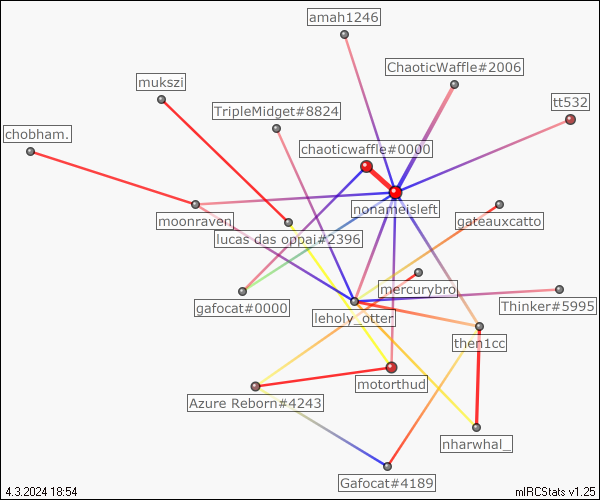 amah1246
ChaoticWaffle#2006
mukszi
TripleMidget#8824
tt532
chobham.
chaoticwaffle#0000
nonameisleft
moonraven
gateauxcatto
lucas das oppai#2396
mercurybro
gafocat#0000
Thinker#5995
leholy_otter
then1cc
motorthud
Azure Reborn#4243
nharwhal_
Gafocat#4189
4.3.2024 18:54
mIRCStats v1.25